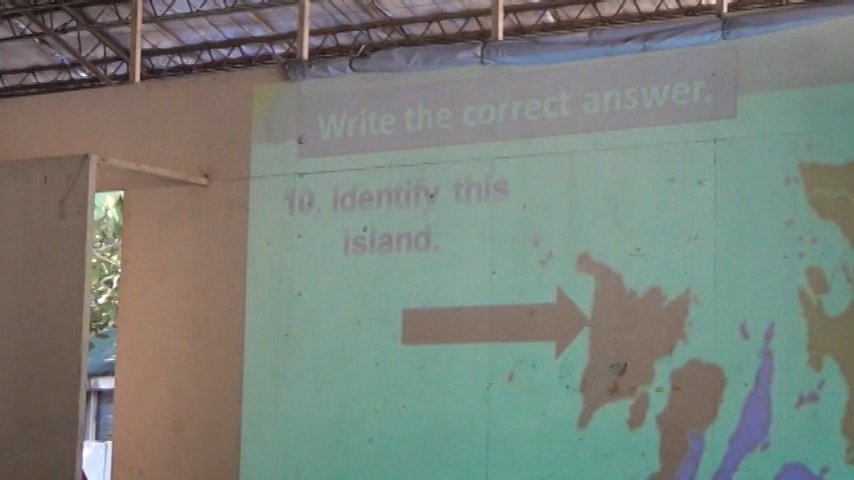 Write the correct answer.
10. Identify this
island.